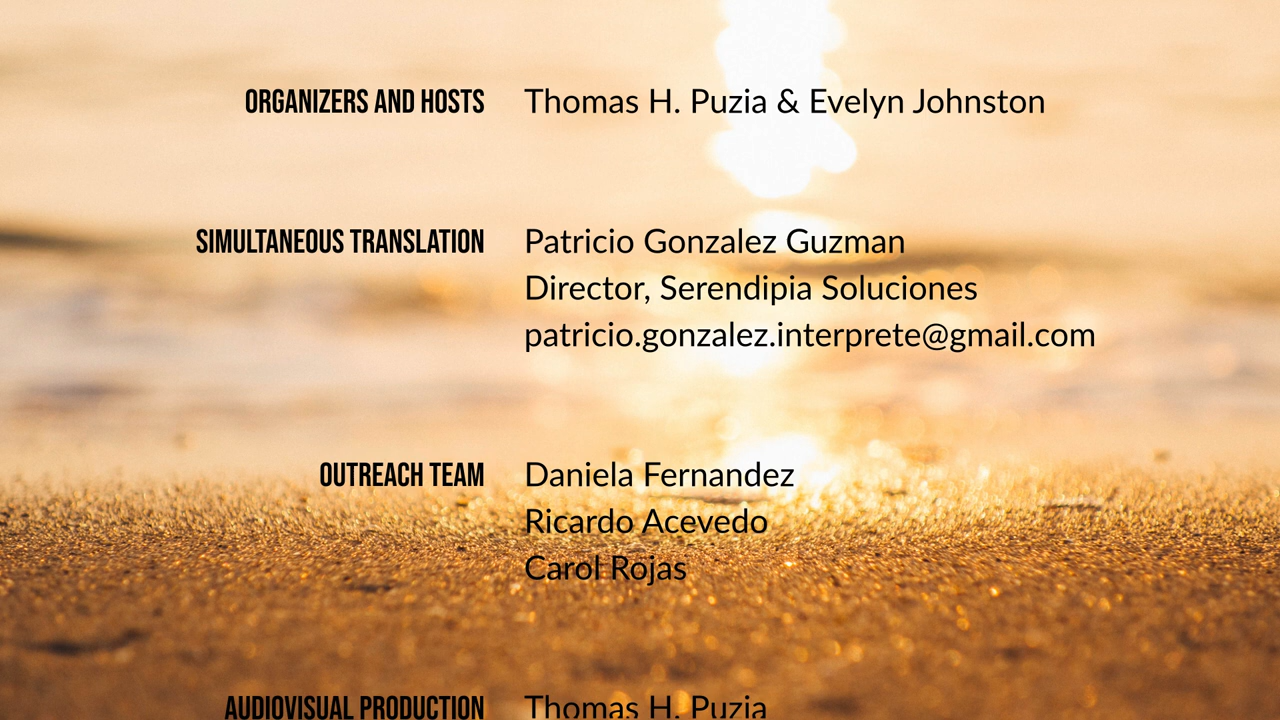 ORGANIZERS AND HOSTS Thomas H. Puzia & Evelyn Johnston
SIMULTANEOUS TRANSLATION Patricio Gonzalez Guzman
Director, Serendipia Soluciones
patricio.gonzalez.interprete@gmail.com
OUTREACH TEAM Daniela Fernandez
Ricardo Acevedo
Carol Rojas
AUDIOVISUAL PRODUCTION Thomas H. Puzia